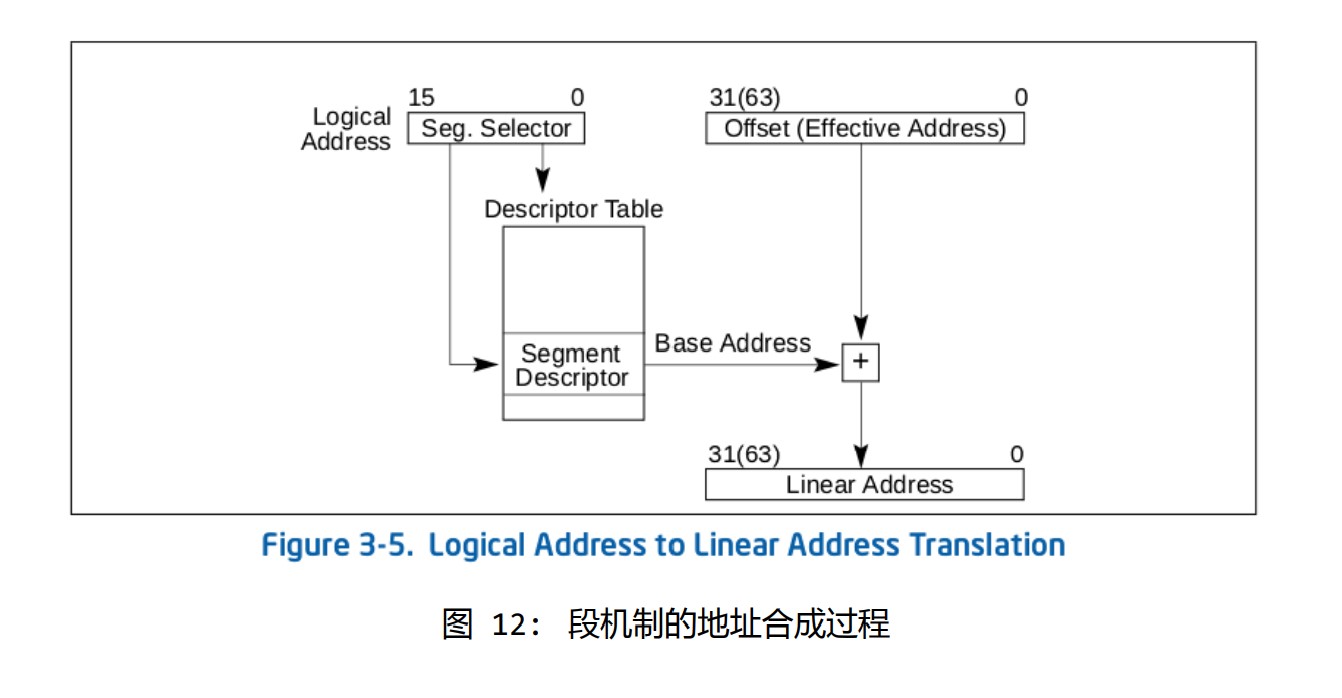 15 0
31(63) 0
Logical
Address
Seg. Selector
Offset (Effective Address)
Descriptor Table
Base Address
Segment
Descriptor
+
31(63) 0
Linear Address
Figure 3-5. Logical Address to Linear Address Translation
图 12: 段机制的地址合成过程